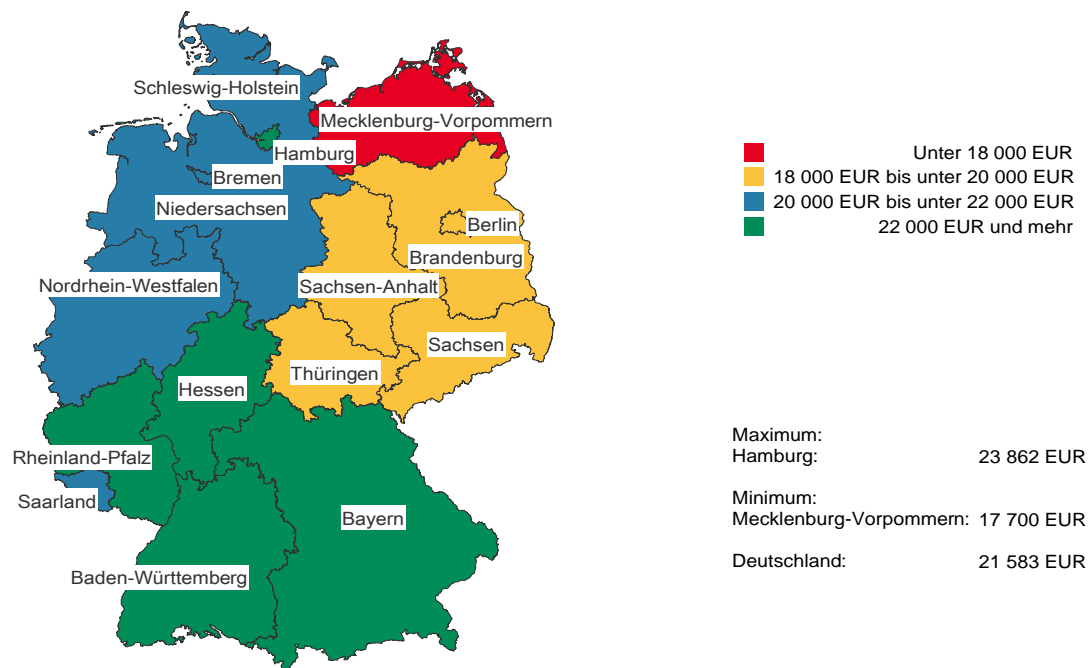 Schleswig-Holstein
Mecklenburg-Vorpommern
Hamburg
Bremen
Niedersachsen
Berlin
Brandenburg
Nordrhein-Westfalen
Sachsen-Anhalt
Sachsen
Thüringen
Hessen
Rheinland-Pfalz
Saarland
Bayern
Baden-Württemberg
Unter 18 000 EUR
18 000 EUR bis unter 20 000 EUR
20 000 EUR bis unter 22 000 EUR
22 000 EUR und mehr
Maximum:
Hamburg: 23 862 EUR
Minimum:
Mecklenburg-Vorpommern: 17 700 EUR
Deutschland: 21 583 EUR